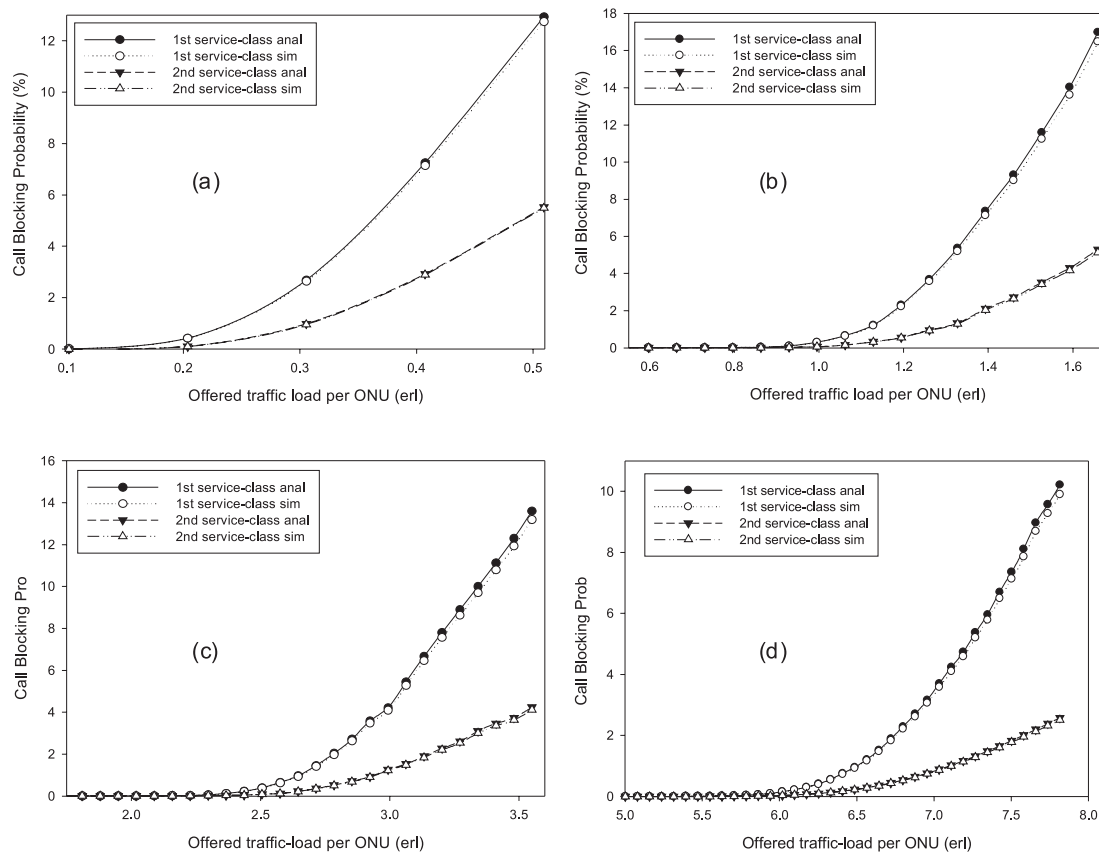 1st service-class anal
1st service-class sim
2nd service-class anal
2nd service-class sim
(a)
Call Blocking Probability (%)
12
10
8
6
4
2
0
0.1
0.2
0.3
0.4
0.5
Offered traffic load per ONU (erl)
1st service-class anal
1st service-class sim
2nd service-class anal
2nd service-class sim
(b)
Call Blocking Probability (%)
18
16
14
12
10
8
6
4
2
0
0.6
0.8
1.0
1.2
1.4
1.6
Offered traffic load per ONU (erl)
1st service-class anal
1st service-class sim
2nd service-class anal
2nd service-class sim
(c)
Call Blocking Pro
16
14
12
10
8
6
4
2
0
2.0
2.5
3.0
3.5
Offered traffic-load per ONU (erl)
1st service-class anal
1st service-class sim
2nd service-class anal
2nd service-class sim
(d)
Call Blocking Prob
10
8
6
4
2
0
5.0
5.5
6.0
6.5
7.0
7.5
8.0
Offered traffic-load per ONU (erl)